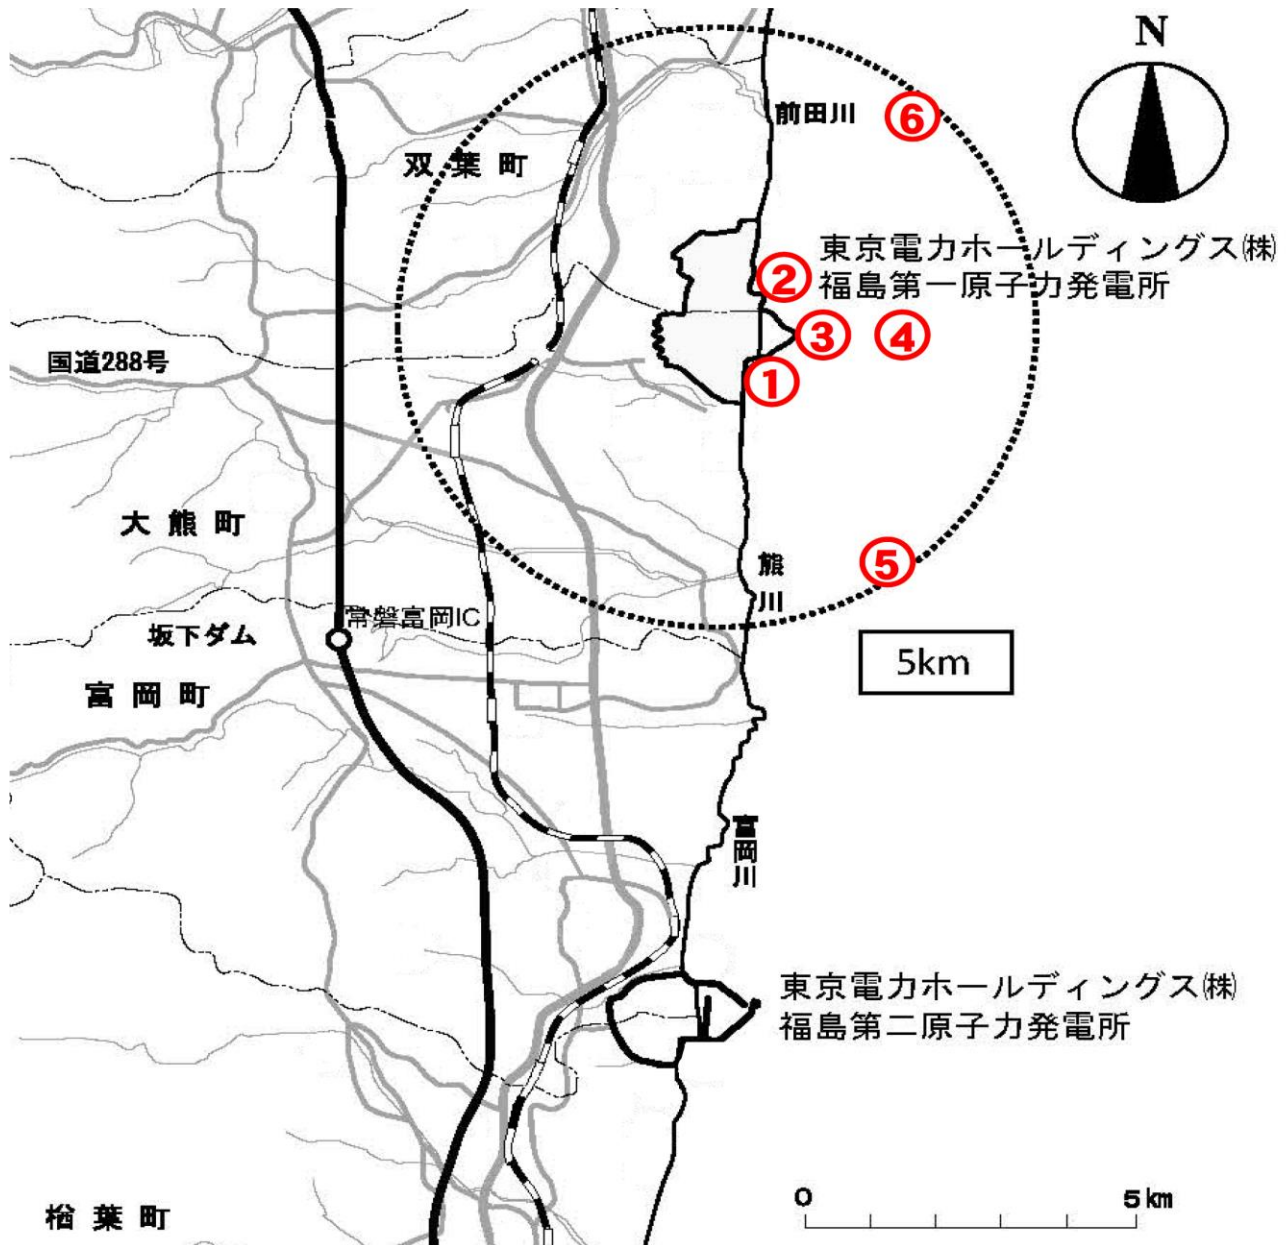 N
前田川
⑥
双葉町
東京電力ホールディングス㈱
福島第一原子力発電所
②
③
④
国道288号
①
大熊町
⑤
熊川
常磐富岡IC
坂下ダム
5km
富岡町
富岡川
東京電力ホールディングス㈱
福島第二原子力発電所
0
5km
楢葉町